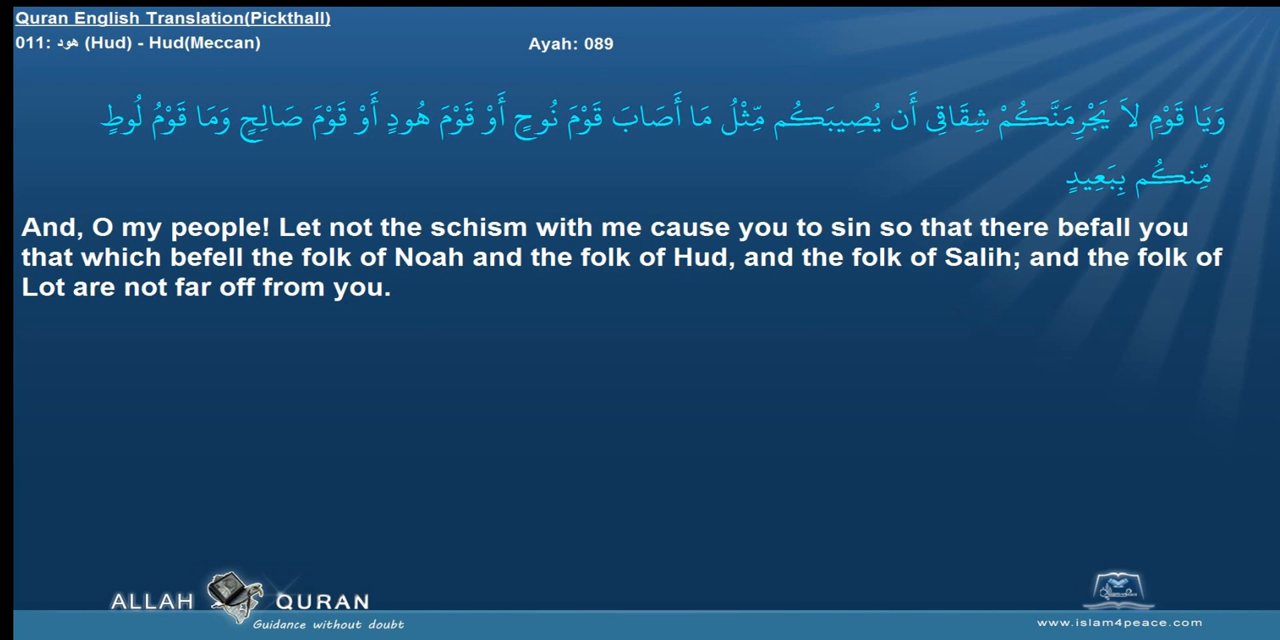 Quran English Translation(Pickthall)
011: هود (Hud) - Hud(Meccan)
Ayah: 089
وَيَا قَوْمِ لاَ يَجْرِمَنَّكُمْ شِقَاقِي أَن يُصِيبَكُم مِّثْلُ مَا أَصَابَ قَوْمَ نُوحٍ أَوْ قَوْمَ هُودٍ أَوْ قَوْمَ صَالِحٍ وَمَا قَوْمُ لُوطٍ
مِّنكُم بِبَعِيدٍ
And, O my people! Let not the schism with me cause you to sin so that there befall you
that which befell the folk of Noah and the folk of Hud, and the folk of Salih; and the folk of
Lot are not far off from you.
ALLAH QURAN
Guidance without doubt
www.islam4peace.com